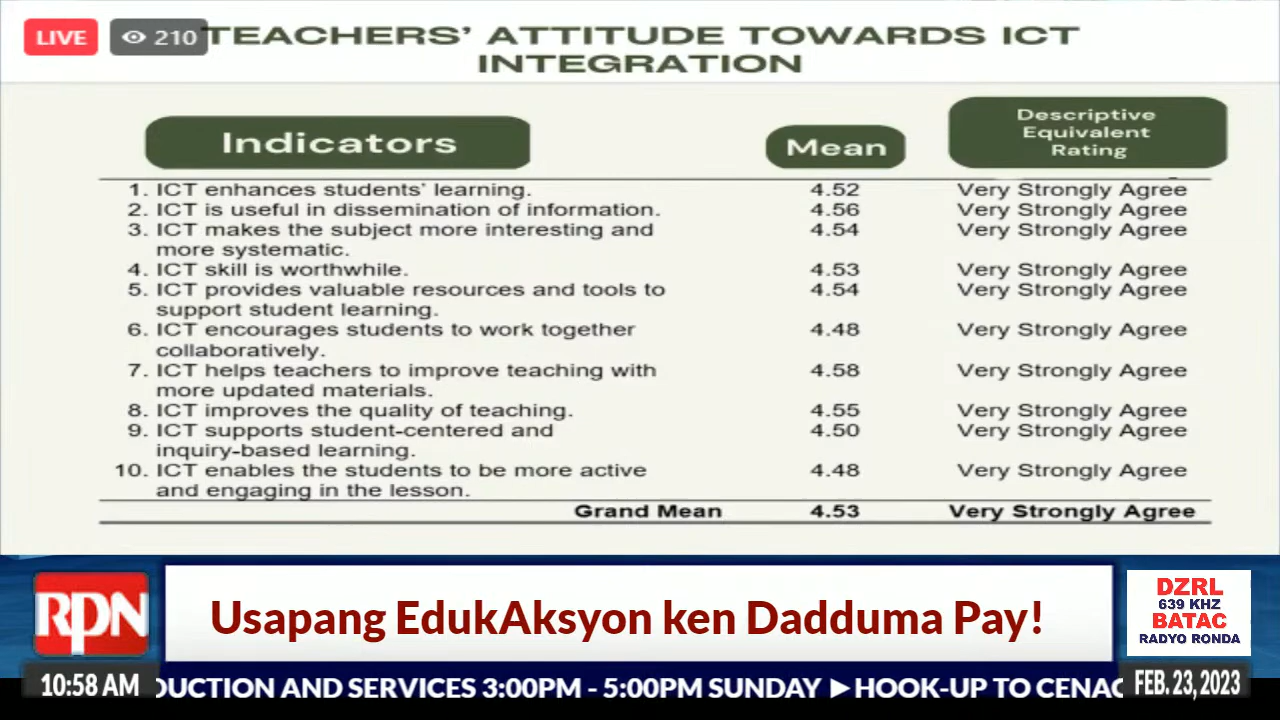 LIVE 210
TEACHERS' ATTITUDE TOWARDS ICT
INTEGRATION
Indicators Mean Descriptive
Equivalent
Rating
1. ICT enhances students' learning. 4.52 Very Strongly Agree
2. ICT is useful in dissemination of information. 4.56 Very Strongly Agree
3. ICT makes the subject more interesting and 4.54 Very Strongly Agree
more systematic.
4. ICT skill is worthwhile. 4.53 Very Strongly Agree
5. ICT provides valuable resources and tools to 4.54 Very Strongly Agree
support student learning.
6. ICT encourages students to work together 4.48 Very Strongly Agree
collaboratively.
7. ICT helps teachers to improve teaching with 4.58 Very Strongly Agree
more updated materials.
8. ICT improves the quality of teaching. 4.55 Very Strongly Agree
9. ICT supports student-centered and 4.50 Very Strongly Agree
inquiry-based learning.
10. ICT enables the students to be more active 4.48 Very Strongly Agree
and engaging in the lesson.
Grand Mean 4.53 Very Strongly Agree
RPN
Usapang EdukAksyon ken Dadduma Pay!
DZRL
639 KHZ
BATAC
RADYO RONDA
10:58 AM DUCTION AND SERVICES 3:00PM - 5:00PM SUNDAY ►HOOK-UP TO CENAC FEB. 23, 2023